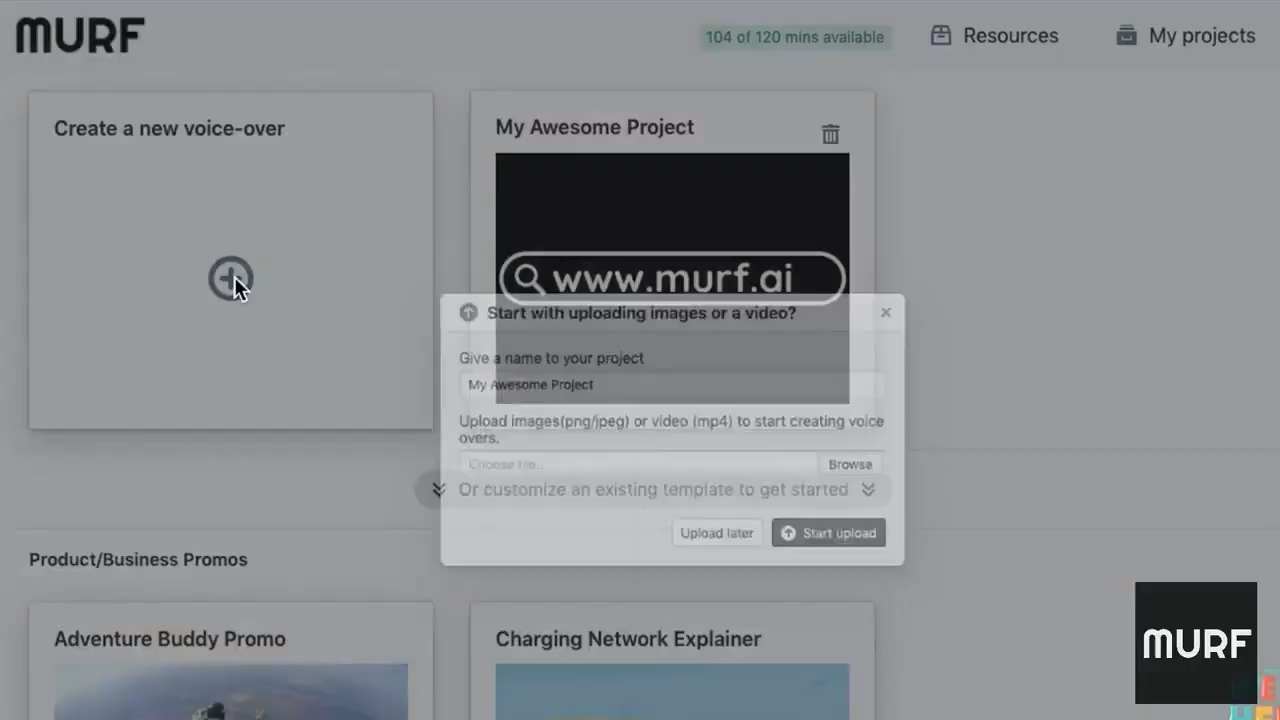 MURF
104 of 120 mins available
Resources
My projects
Create a new voice-over
My Awesome Project
www.murf.ai
Start with uploading images or a video?
Give a name to your project
My Awesome Project
Upload images(png/jpeg) or video (mp4) to start creating voice
overs.
Choose file..
Browse
Or customize an existing template to get started
Upload later
Start upload
Product/Business Promos
Adventure Buddy Promo
Charging Network Explainer
MURF